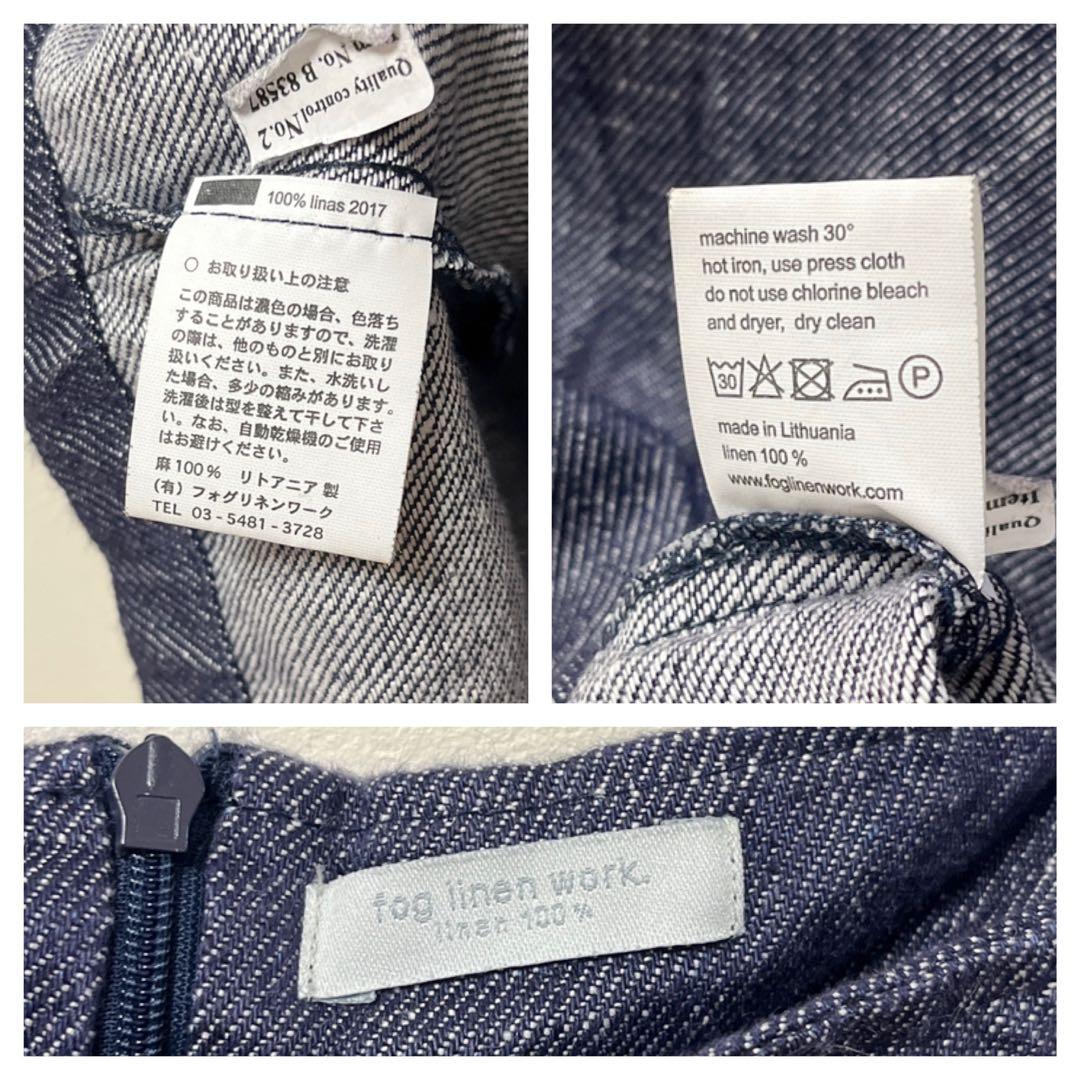 Quality control No.2
Item No. B 83587
100% linas 2017
○ お取り扱い上の注意
この商品は濃色の場合、色落ち
することがありますので、洗濯
の際は、他のものと別にお取り
扱いください。また、水洗いし
た場合、多少の縮みがあります。
洗濯後は型を整えて干して下さ
い。なお、自動乾燥機のご使用
はお避けください。
麻100% リトアニア製
(有) フォグリネンワーク
TEL 03-5481-3728
machine wash 30°
hot iron, use press cloth
do not use chlorine bleach
and dryer, dry clean
30
P
made in Lithuania
linen 100 %
www.foglinenwork.com
Item
fog linen work.
linen 100%